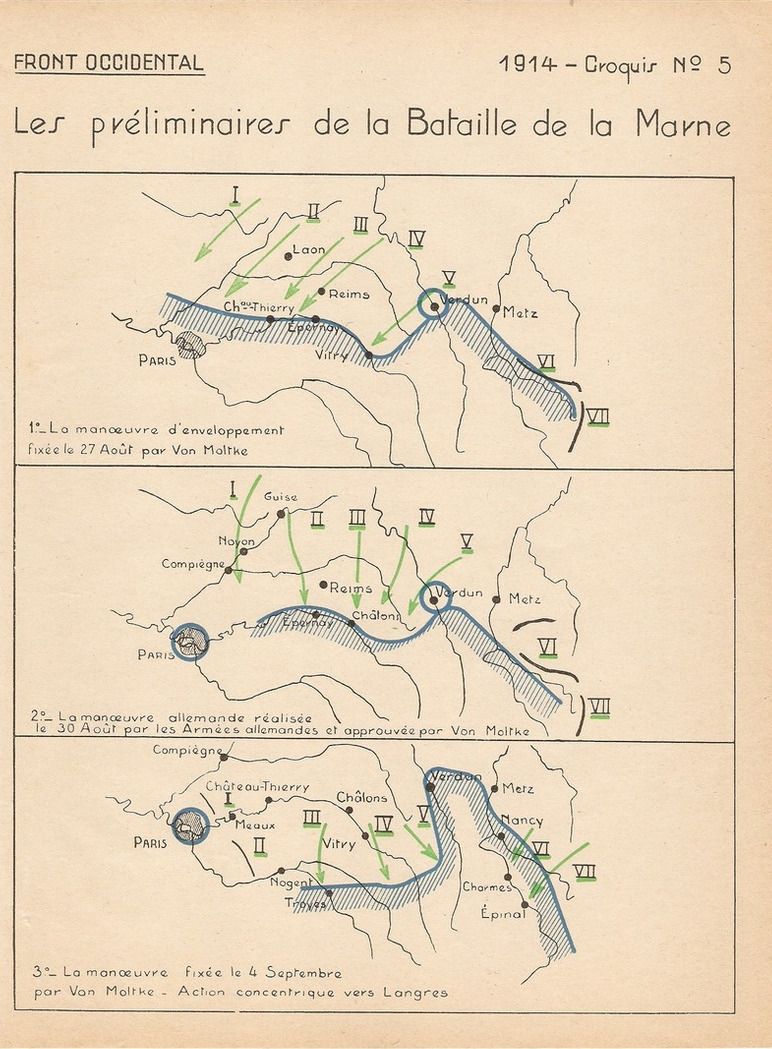 FRONT OCCIDENTAL
1914 - Croquis Nº 5
Les préliminaires de la Bataille de la Marne
I
II
III
IV
Laon
V
Reims
Verdun
Ch^au-Thierry
Metz
Épernay
Vitry
PARIS
VI
VII
1º_ La manœuvre d'enveloppement
fixée le 27 Août par Von Moltke
I
Guise
II
III
IV
Noyon
V
Compiègne
Reims
Verdun
Metz
Châlons
Épernay
PARIS
VI
VII
2º_ La manœuvre allemande réalisée
le 30 Août par les Armées allemandes et approuvée par Von Moltke
Compiègne
Verdun
Château-Thierry
Metz
I
Châlons
Meaux
III
IV
V
Nancy
PARIS
II
Vitry
VI
VII
Nogent
Charmes
Troyes
Épinal
3º_ La manœuvre fixée le 4 Septembre
par Von Moltke - Action concentrique vers Langres